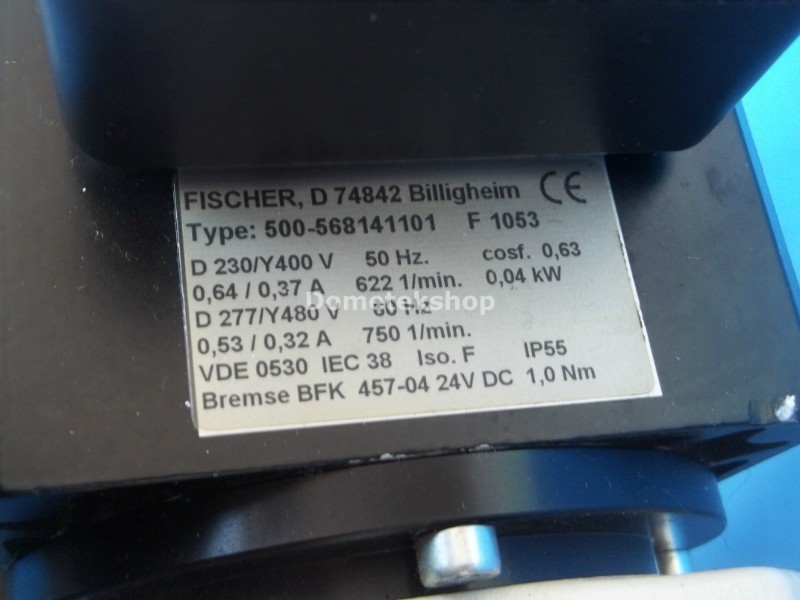 FISCHER, D 74842 Billigheim CE
Type: 500-568141101 F 1053
D 230/Y400 V 50 Hz. cosf. 0,63
0,64 / 0,37 A 622 1/min. 0,04 kW
Domotekshop
D 277/Y480 V 60 Hz
0,53 / 0,32 A 750 1/min.
VDE 0530 IEC 38 Iso. F IP55
Bremse BFK 457-04 24V DC 1,0 Nm